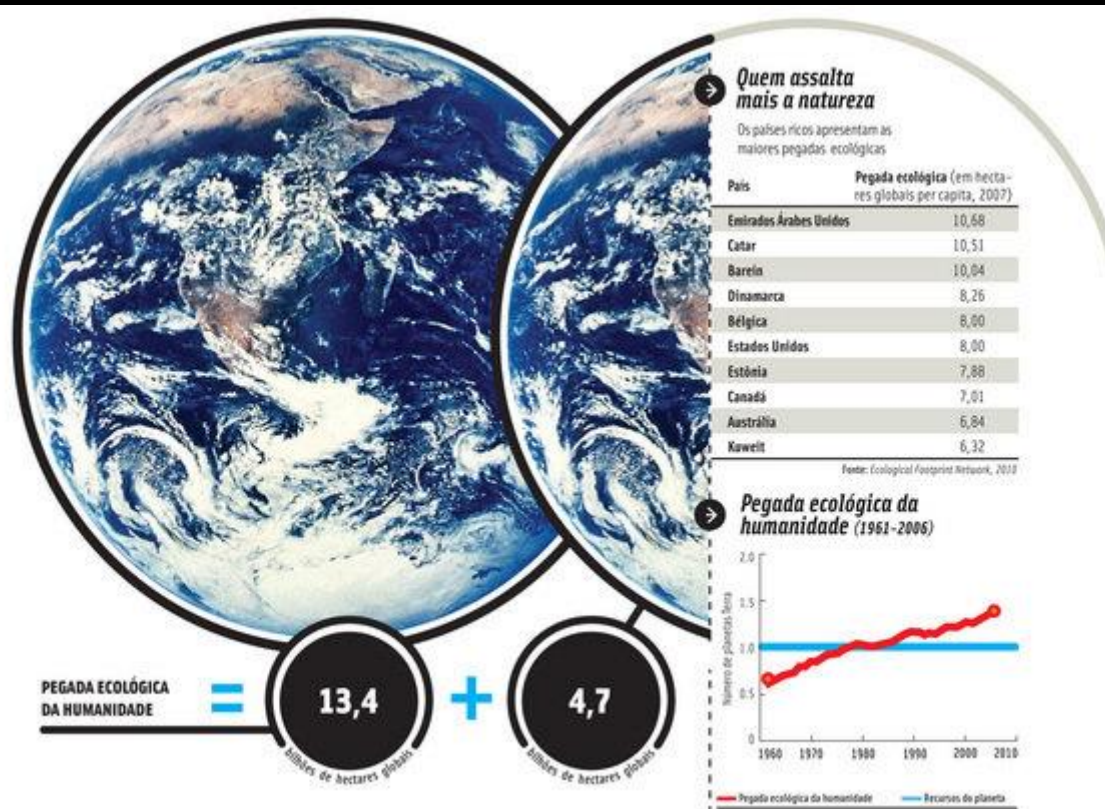 Quem assalta
mais a natureza
Os países ricos apresentam as
maiores pegadas ecológicas
País
Pegada ecológica (em hecta-
res globais per capita, 2007)
Emirados Árabes Unidos 10,68
Catar 10,51
Barein 10,04
Dinamarca 8,26
Bélgica 8,00
Estados Unidos 8,00
Estônia 7,88
Canadá 7,01
Austrália 6,84
Kuweit 6,32
Fonte: Ecological Footprint Network, 2010
Pegada ecológica da
humanidade (1961-2006)
Número de planetas Terra
2.0
1.5
1.0
0.5
0
1960 1970 1980 1990 2000 2010
Pegada ecológica da humanidade Recursos do planeta
PEGADA ECOLÓGICA
DA HUMANIDADE
=
13,4
bilhões de hectares globais
+
4,7
bilhões de hectares globais